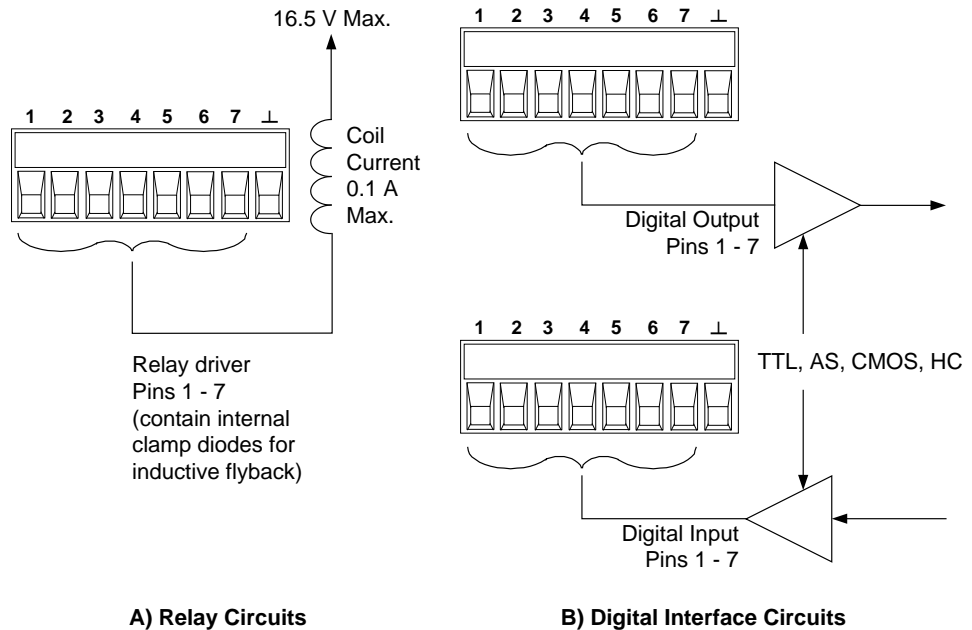 16.5 V Max.
1 2 3 4 5 6 7 ⊥
Coil
Current
0.1 A
Max.
Relay driver
Pins 1 - 7
(contain internal
clamp diodes for
inductive flyback)
A) Relay Circuits
1 2 3 4 5 6 7 ⊥
Digital Output
Pins 1 - 7
TTL, AS, CMOS, HC
1 2 3 4 5 6 7 ⊥
Digital Input
Pins 1 - 7
B) Digital Interface Circuits